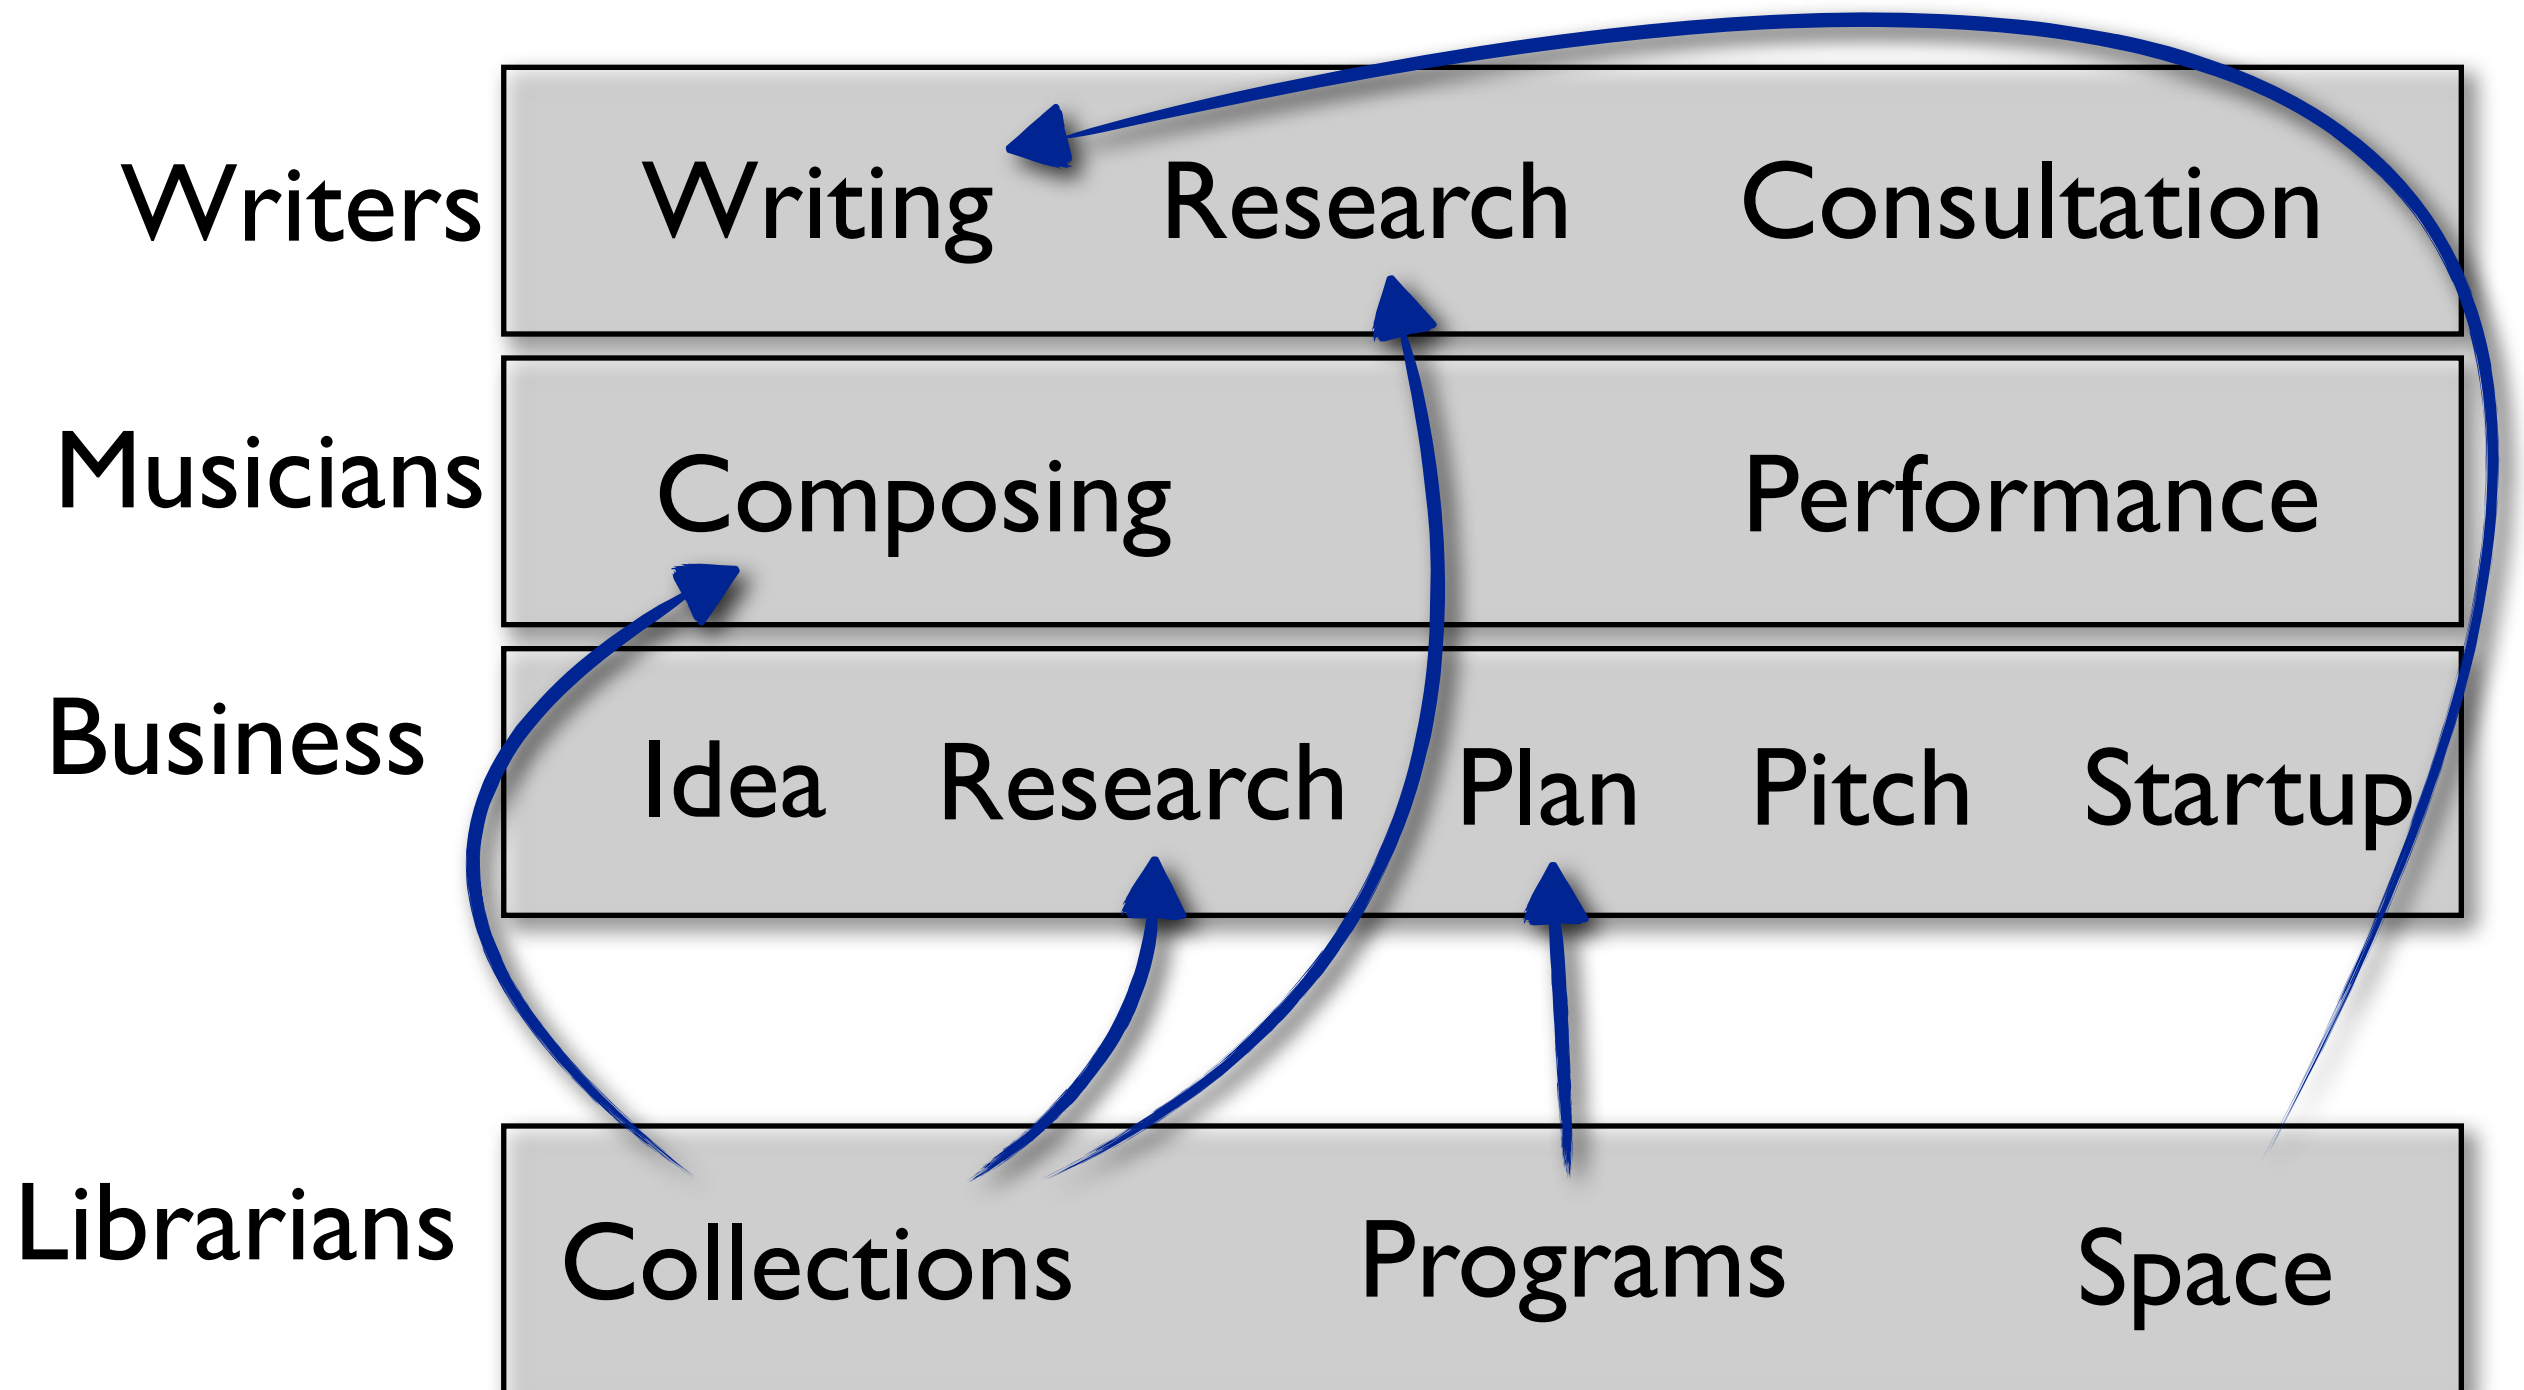 Writers Writing Research Consultation
Musicians Composing Performance
Business Idea Research Plan Pitch Startup
Librarians Collections Programs Space